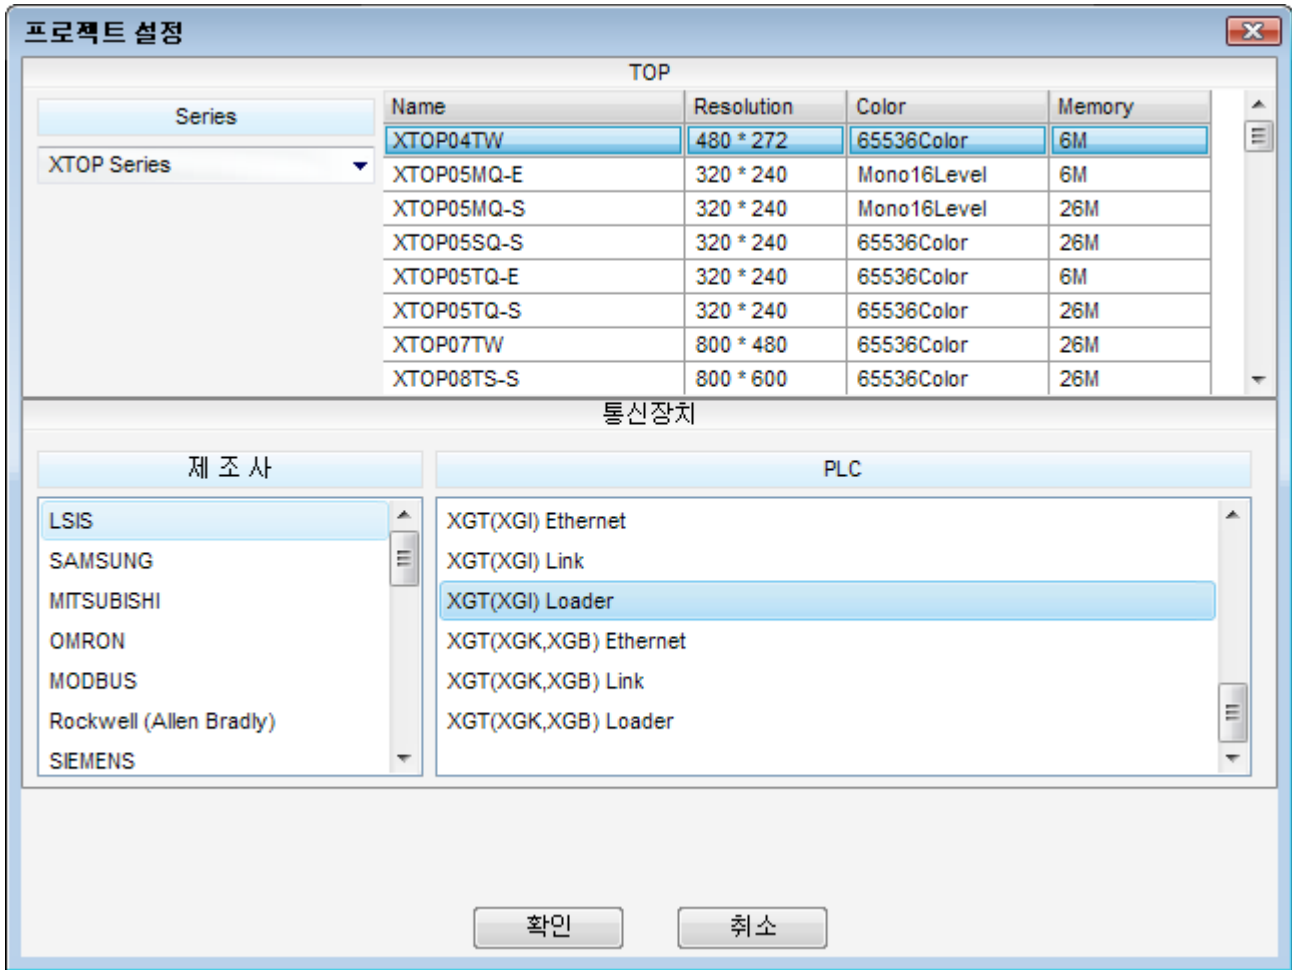 프로젝트 설정
TOP
Series
XTOP Series
Name Resolution Color Memory
XTOP04TW 480 * 272 65536Color 6M
XTOP05MQ-E 320 * 240 Mono16Level 6M
XTOP05MQ-S 320 * 240 Mono16Level 26M
XTOP05SQ-S 320 * 240 65536Color 26M
XTOP05TQ-E 320 * 240 65536Color 6M
XTOP05TQ-S 320 * 240 65536Color 26M
XTOP07TW 800 * 480 65536Color 26M
XTOP08TS-S 800 * 600 65536Color 26M
통신장치
제 조 사
LSIS
SAMSUNG
MITSUBISHI
OMRON
MODBUS
Rockwell (Allen Bradly)
SIEMENS
PLC
XGT(XGI) Ethernet
XGT(XGI) Link
XGT(XGI) Loader
XGT(XGK,XGB) Ethernet
XGT(XGK,XGB) Link
XGT(XGK,XGB) Loader
확인 취소